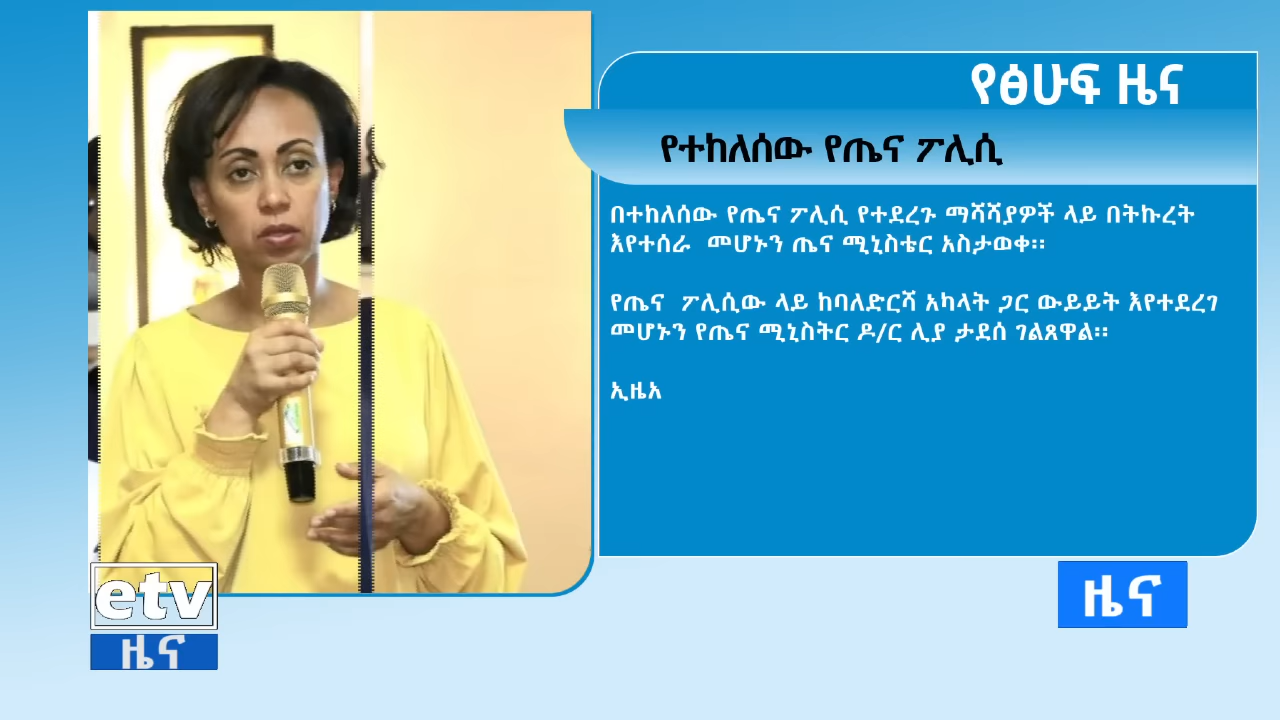 የፅሁፍ ዜና
የተከለሰው የጤና ፖሊሲ
በተከለሰው የጤና ፖሊሲ የተደረጉ ማሻሻያዎች ላይ በትኩረት
እየተሰራ መሆኑን ጤና ሚኒስቴር አስታወቀ።
የጤና ፖሊሲው ላይ ከባለድርሻ አካላት ጋር ውይይት እየተደረገ
መሆኑን የጤና ሚኒስትር ዶ/ር ሊያ ታደሰ ገልጸዋል።
ኢዜአ
etv
ዜና
ዜና